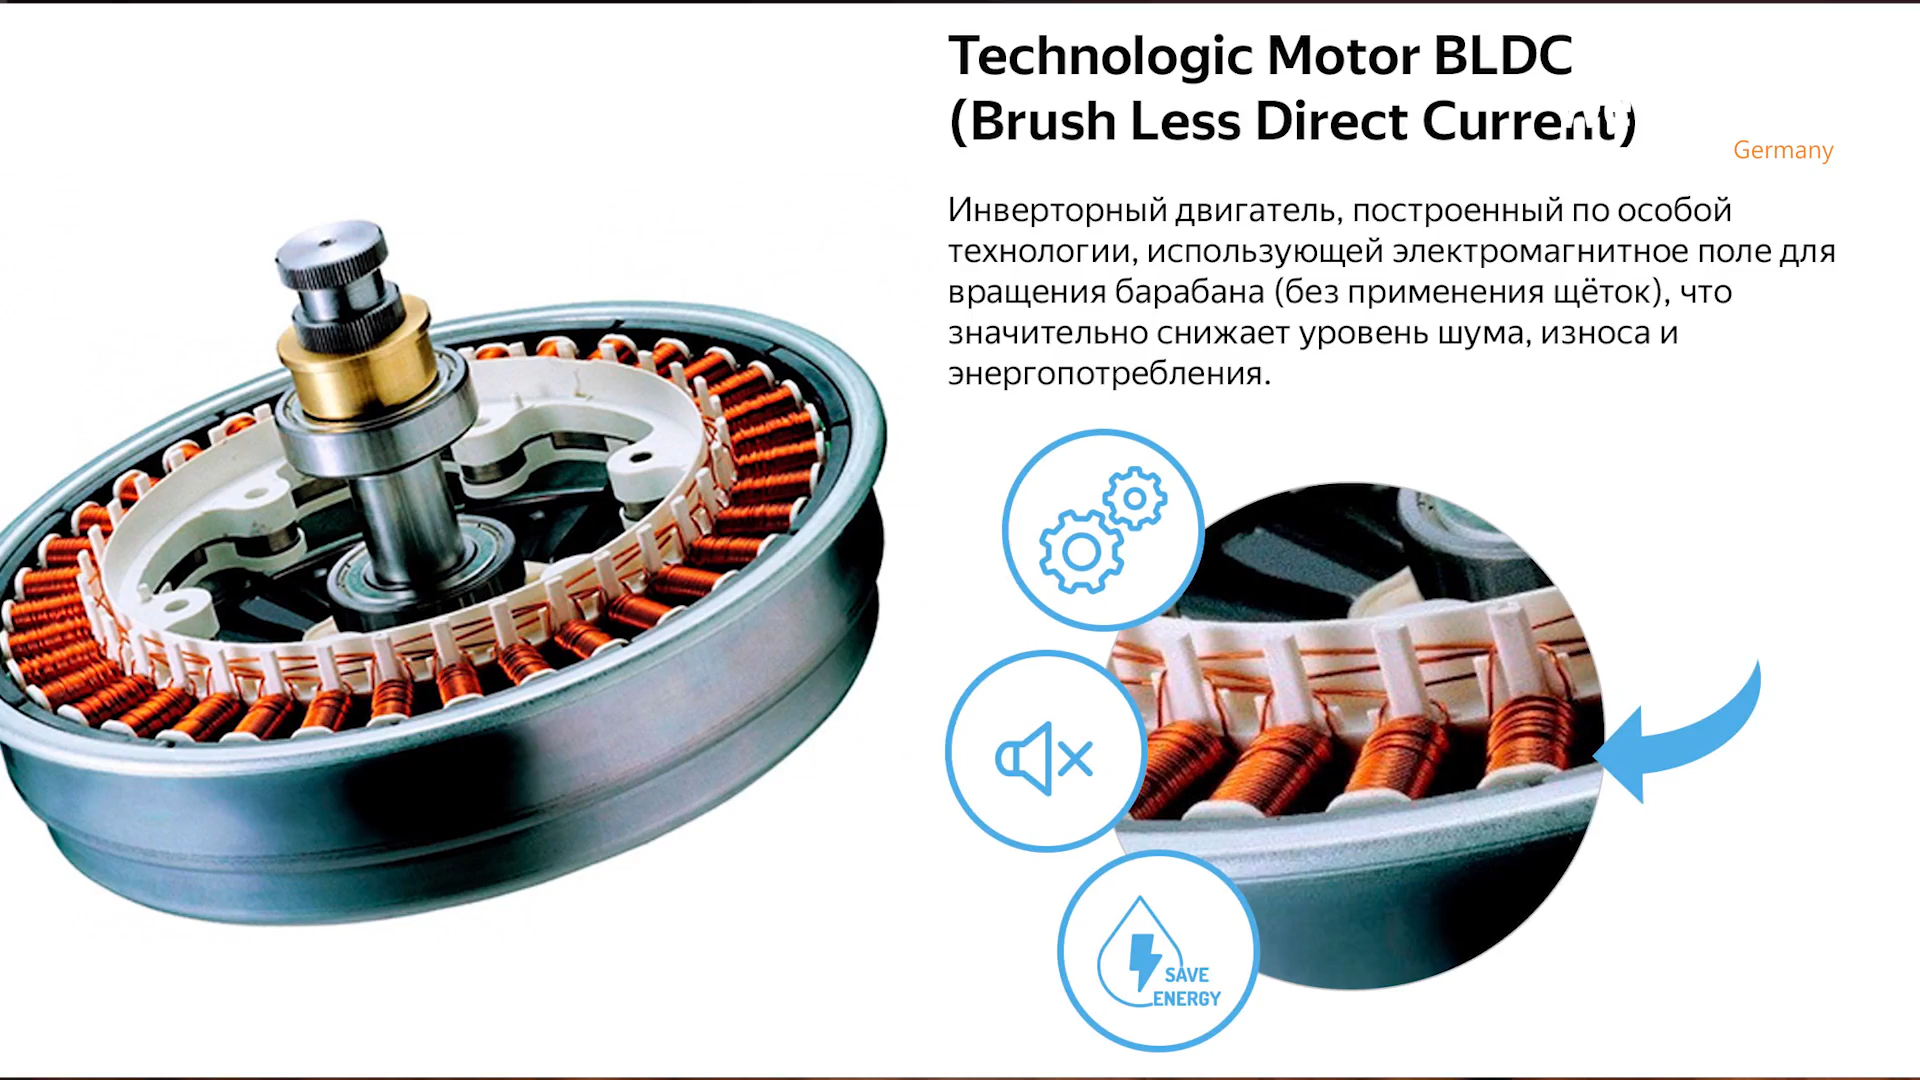 Technologic Motor BLDC
(Brush Less Direct Current)
Germany
Инверторный двигатель, построенный по особой
технологии, использующей электромагнитное поле для
вращения барабана (без применения щёток), что
значительно снижает уровень шума, износа и
энергопотребления.
SAVE
ENERGY